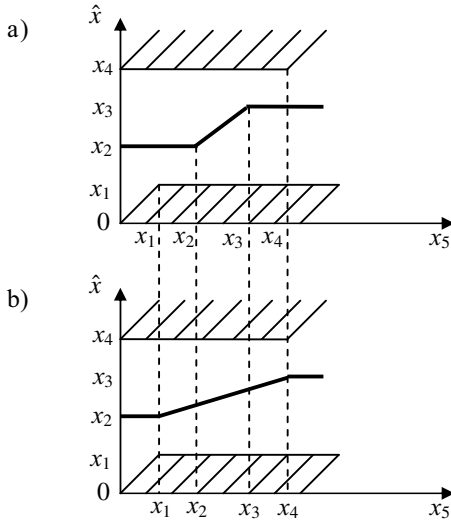 a)
x̂
x₄
x₃
x₂
x₁
0
x₁ x₂ x₃ x₄ x₅
b)
x̂
x₄
x₃
x₂
x₁
0
x₁ x₂ x₃ x₄ x₅